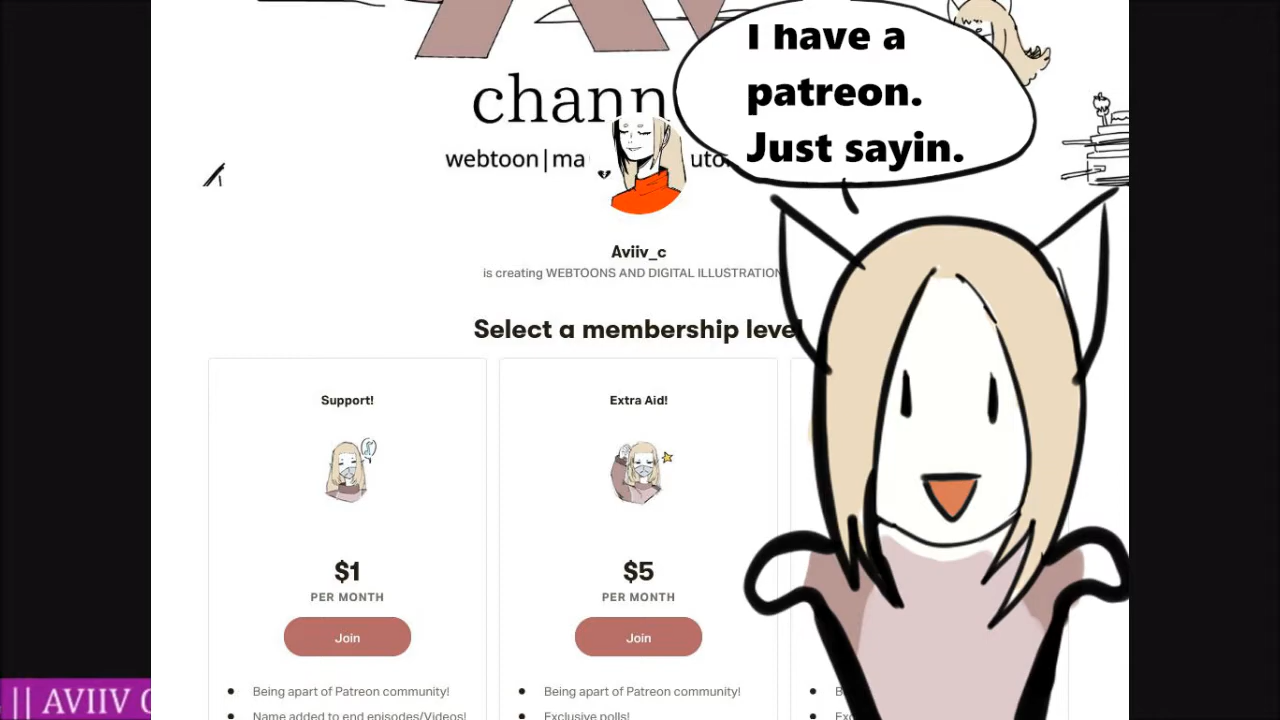 I have a
patreon.
Just sayin.
chann
webtoon|ma
uto
Aviiv_c
is creating WEBTOONS AND DIGITAL ILLUSTRATION
Select a membership level
Support!
$1
PER MONTH
Join
Being apart of Patreon community!
Name added to end episodes/Videos!
Extra Aid!
$5
PER MONTH
Join
Being apart of Patreon community!
Exclusive polls!
|| AVIIV